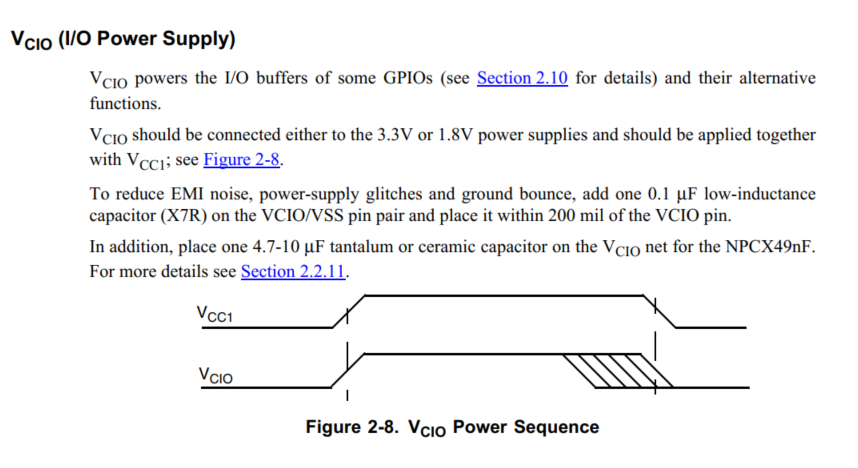 VCIO (I/O Power Supply)
VCIO powers the I/O buffers of some GPIOs (see Section 2.10 for details) and their alternative
functions.
VCIO should be connected either to the 3.3V or 1.8V power supplies and should be applied together
with VCC1; see Figure 2-8.
To reduce EMI noise, power-supply glitches and ground bounce, add one 0.1 μF low-inductance
capacitor (X7R) on the VCIO/VSS pin pair and place it within 200 mil of the VCIO pin.
In addition, place one 4.7-10 μF tantalum or ceramic capacitor on the VCIO net for the NPCX49nF.
For more details see Section 2.2.11.
VCC1
VCIO
Figure 2-8. VCIO Power Sequence